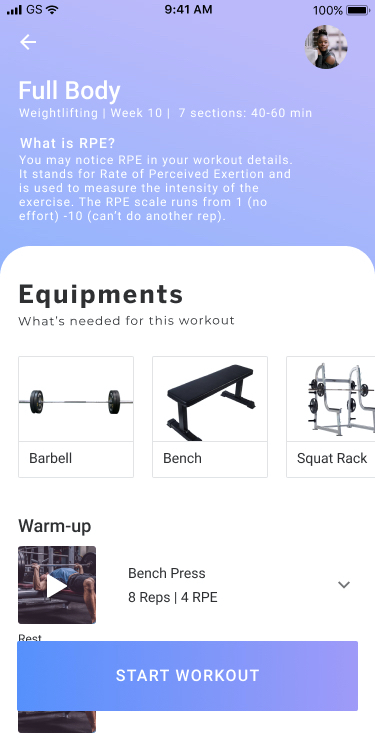 GS 9:41 AM 100%
Full Body
Weightlifting | Week 10 | 7 sections: 40-60 min
What is RPE?
You may notice RPE in your workout details.
It stands for Rate of Perceived Exertion and
is used to measure the intensity of the
exercise. The RPE scale runs from 1 (no
effort) -10 (can't do another rep).
Equipments
What's needed for this workout
Barbell Bench Squat Rack
Warm-up
Bench Press
8 Reps | 4 RPE
Rest
START WORKOUT